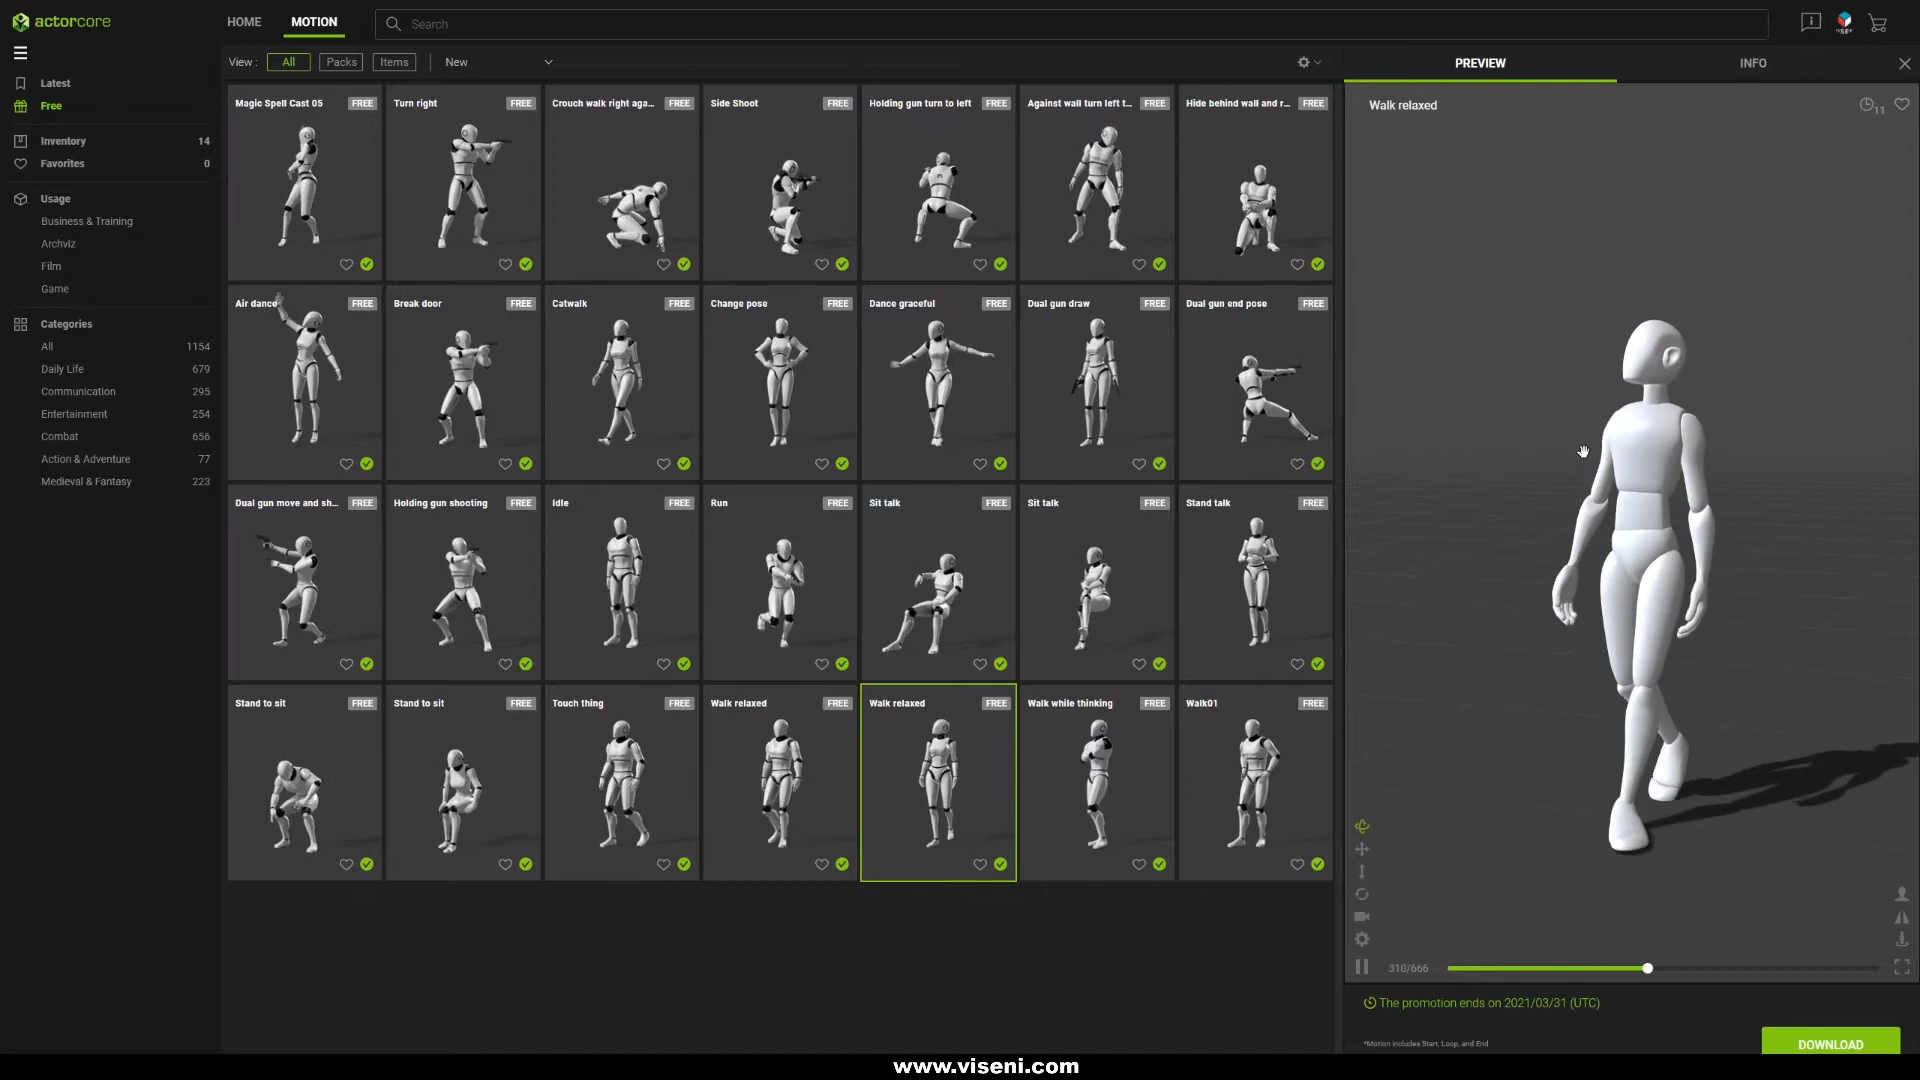 actorcore
HOME
MOTION
Search
View :
All
Packs
Items
New
PREVIEW
INFO
Latest
Free
Inventory 14
Favorites 0
Usage
Business & Training
Archviz
Film
Game
Categories
All 1154
Daily Life 679
Communication 295
Entertainment 254
Combat 656
Action & Adventure 77
Medieval & Fantasy 223
Magic Spell Cast 05 FREE
Turn right FREE
Crouch walk right aga... FREE
Side Shoot FREE
Holding gun turn to left FREE
Against wall turn left t... FREE
Hide behind wall and r... FREE
Air dance FREE
Break door FREE
Catwalk FREE
Change pose FREE
Dance graceful FREE
Dual gun draw FREE
Dual gun end pose FREE
Dual gun move and sh... FREE
Holding gun shooting FREE
Idle FREE
Run FREE
Sit talk FREE
Sit talk FREE
Stand talk FREE
Stand to sit FREE
Stand to sit FREE
Touch thing FREE
Walk relaxed FREE
Walk relaxed FREE
Walk while thinking FREE
Walk01 FREE
Walk relaxed
11
310/666
The promotion ends on 2021/03/31 (UTC)
*Motion includes Start, Loop, and End
DOWNLOAD
www.viseni.com